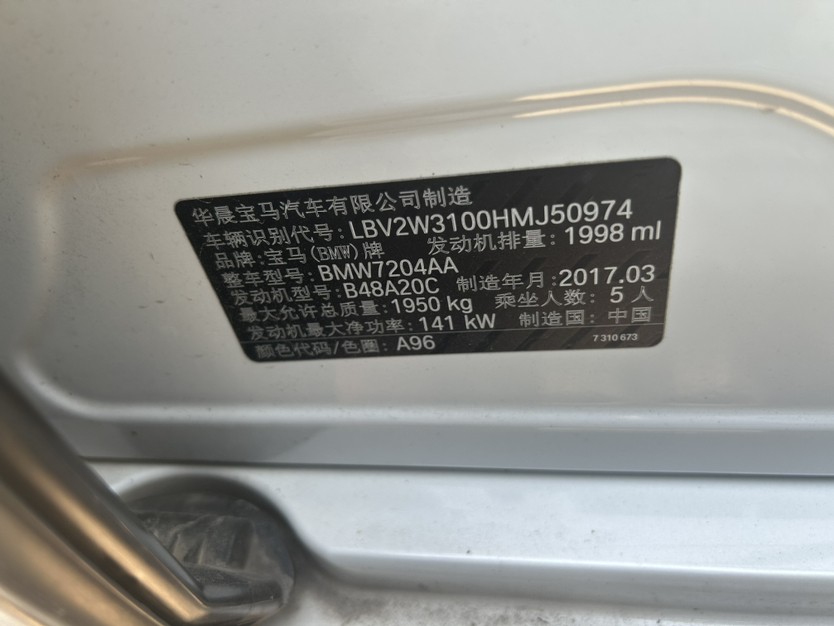 华晨宝马汽车有限公司制造
车辆识别代号: LBV2W3100HMJ50974
品牌: 宝马(BMW)牌 发动机排量: 1998 ml
整车型号: BMW7204AA
发动机型号: B48A20C 制造年月: 2017.03
最大允许总质量: 1950 kg 乘坐人数: 5 人
发动机最大净功率: 141 kW 制造国: 中国
颜色代码/色圈: A96 7 310 673